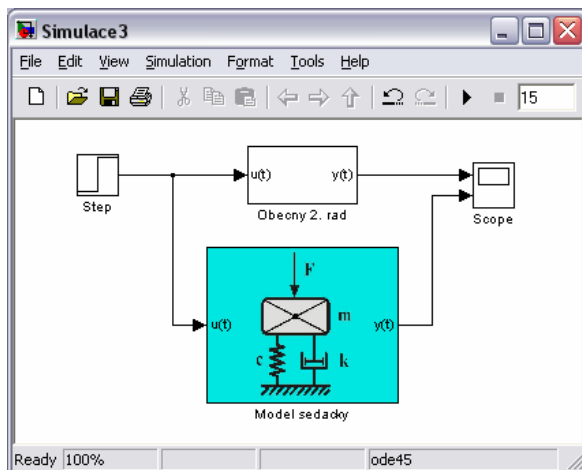 Simulace3
File Edit View Simulation Format Tools Help
15
u(t) y(t)
Step
Obecny 2. rad
Scope
F
m
u(t) y(t)
c k
Model sedacky
Ready 100% ode45